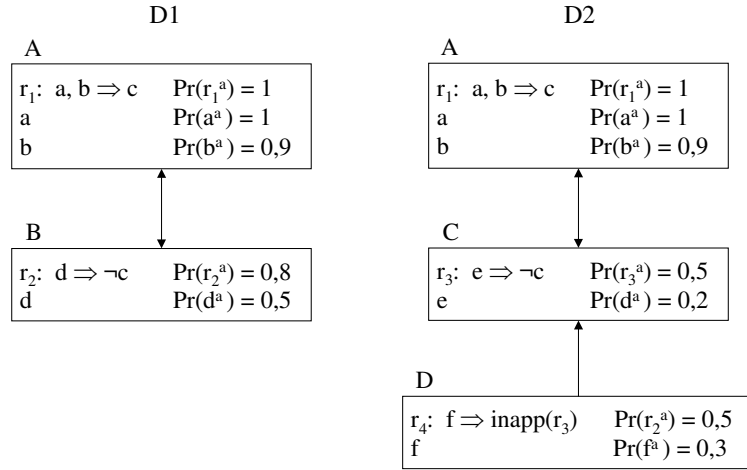 D1
A
r₁: a, b ⇒ c Pr(r₁ᵃ) = 1
a Pr(aᵃ) = 1
b Pr(bᵃ) = 0,9
B
r₂: d ⇒ ¬c Pr(r₂ᵃ) = 0,8
d Pr(dᵃ) = 0,5
D2
A
r₁: a, b ⇒ c Pr(r₁ᵃ) = 1
a Pr(aᵃ) = 1
b Pr(bᵃ) = 0,9
C
r₃: e ⇒ ¬c Pr(r₃ᵃ) = 0,5
e Pr(dᵃ) = 0,2
D
r₄: f ⇒ inapp(r₃) Pr(r₂ᵃ) = 0,5
f Pr(fᵃ) = 0,3